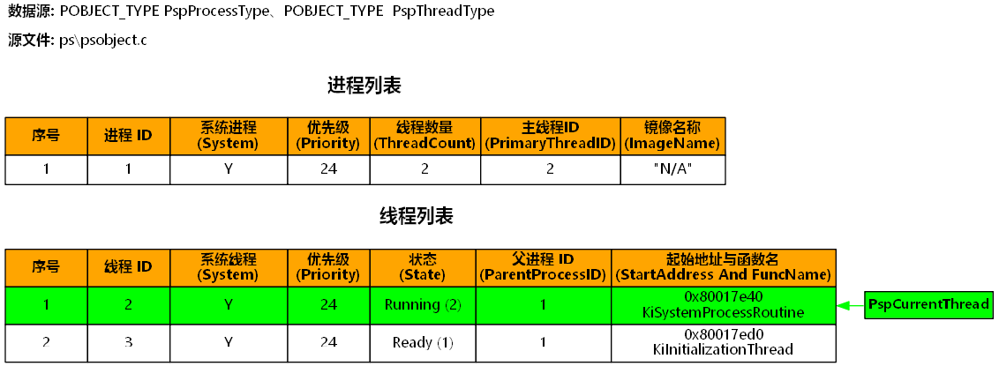 数据源: POBJECT_TYPE PspProcessType、POBJECT_TYPE PspThreadType
源文件: ps\psobject.c
进程列表
序号 进程 ID 系统进程 (System) 优先级 (Priority) 线程数量 (ThreadCount) 主线程ID (PrimaryThreadID) 镜像名称 (ImageName)
1 1 Y 24 2 2 "N/A"
线程列表
序号 线程 ID 系统线程 (System) 优先级 (Priority) 状态 (State) 父进程 ID (ParentProcessID) 起始地址与函数名 (StartAddress And FuncName)
1 2 Y 24 Running (2) 1 0x80017e40 KiSystemProcessRoutine PspCurrentThread
2 3 Y 24 Ready (1) 1 0x80017ed0 KiInitializationThread